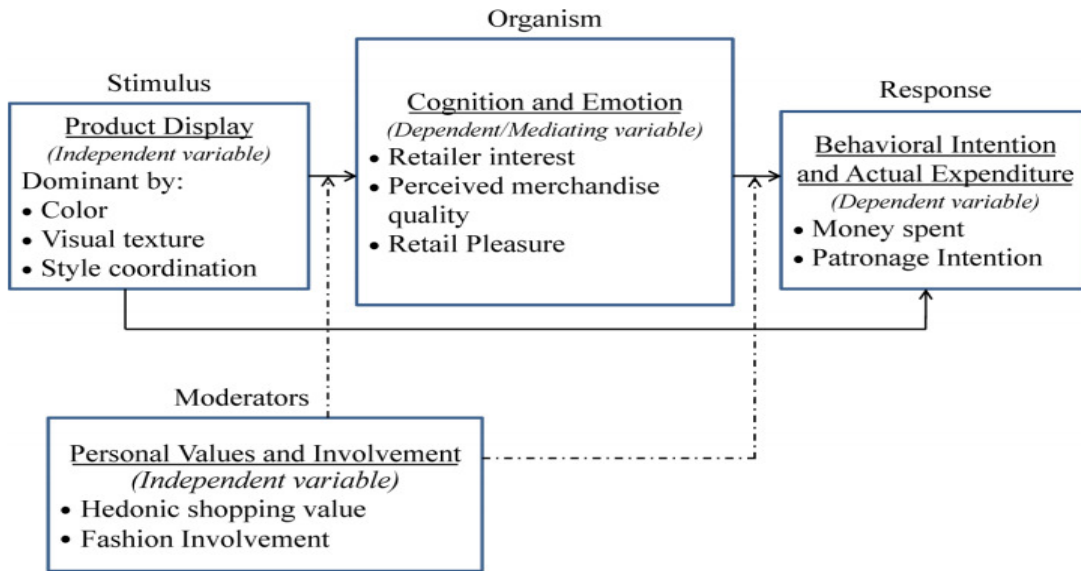 Stimulus
Product Display
(Independent variable)
Dominant by:
• Color
• Visual texture
• Style coordination
Organism
Cognition and Emotion
(Dependent/Mediating variable)
• Retailer interest
• Perceived merchandise
quality
• Retail Pleasure
Response
Behavioral Intention
and Actual Expenditure
(Dependent variable)
• Money spent
• Patronage Intention
Moderators
Personal Values and Involvement
(Independent variable)
• Hedonic shopping value
• Fashion Involvement